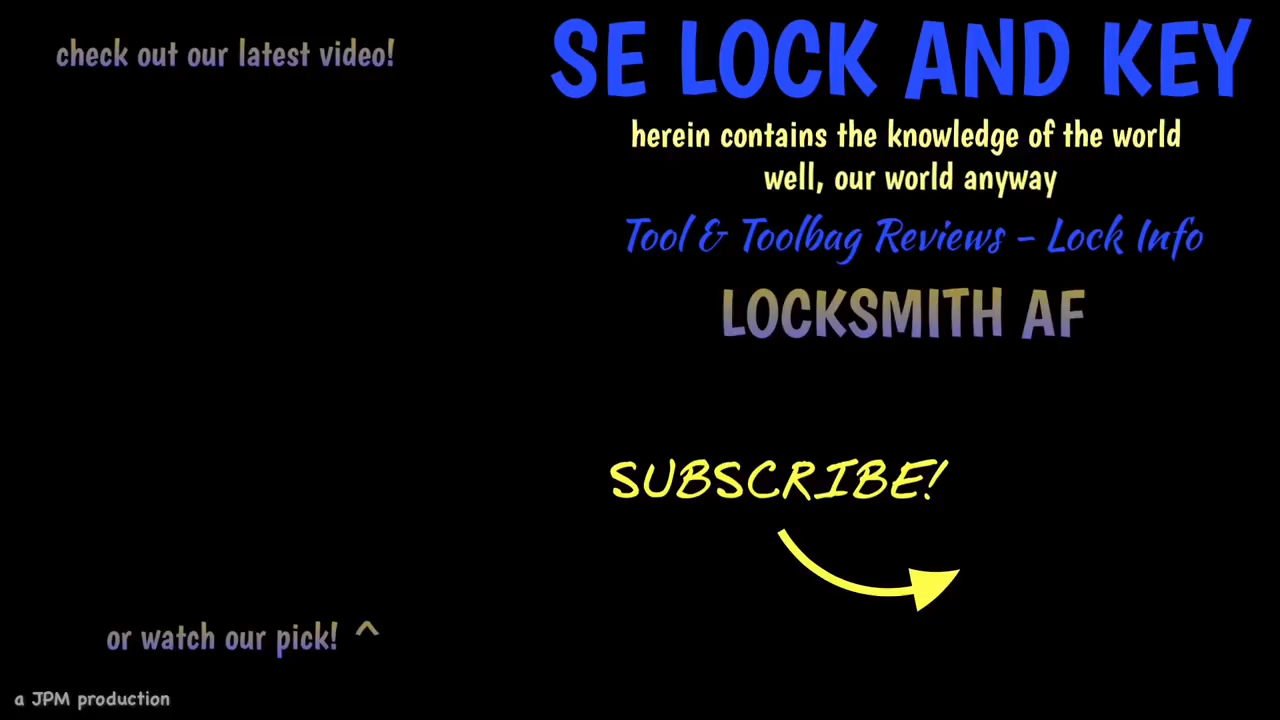 check out our latest video!
SE LOCK AND KEY
herein contains the knowledge of the world
well, our world anyway
Tool & Toolbag Reviews - Lock Info
LOCKSMITH AF
SUBSCRIBE!
or watch our pick! ^
a JPM production